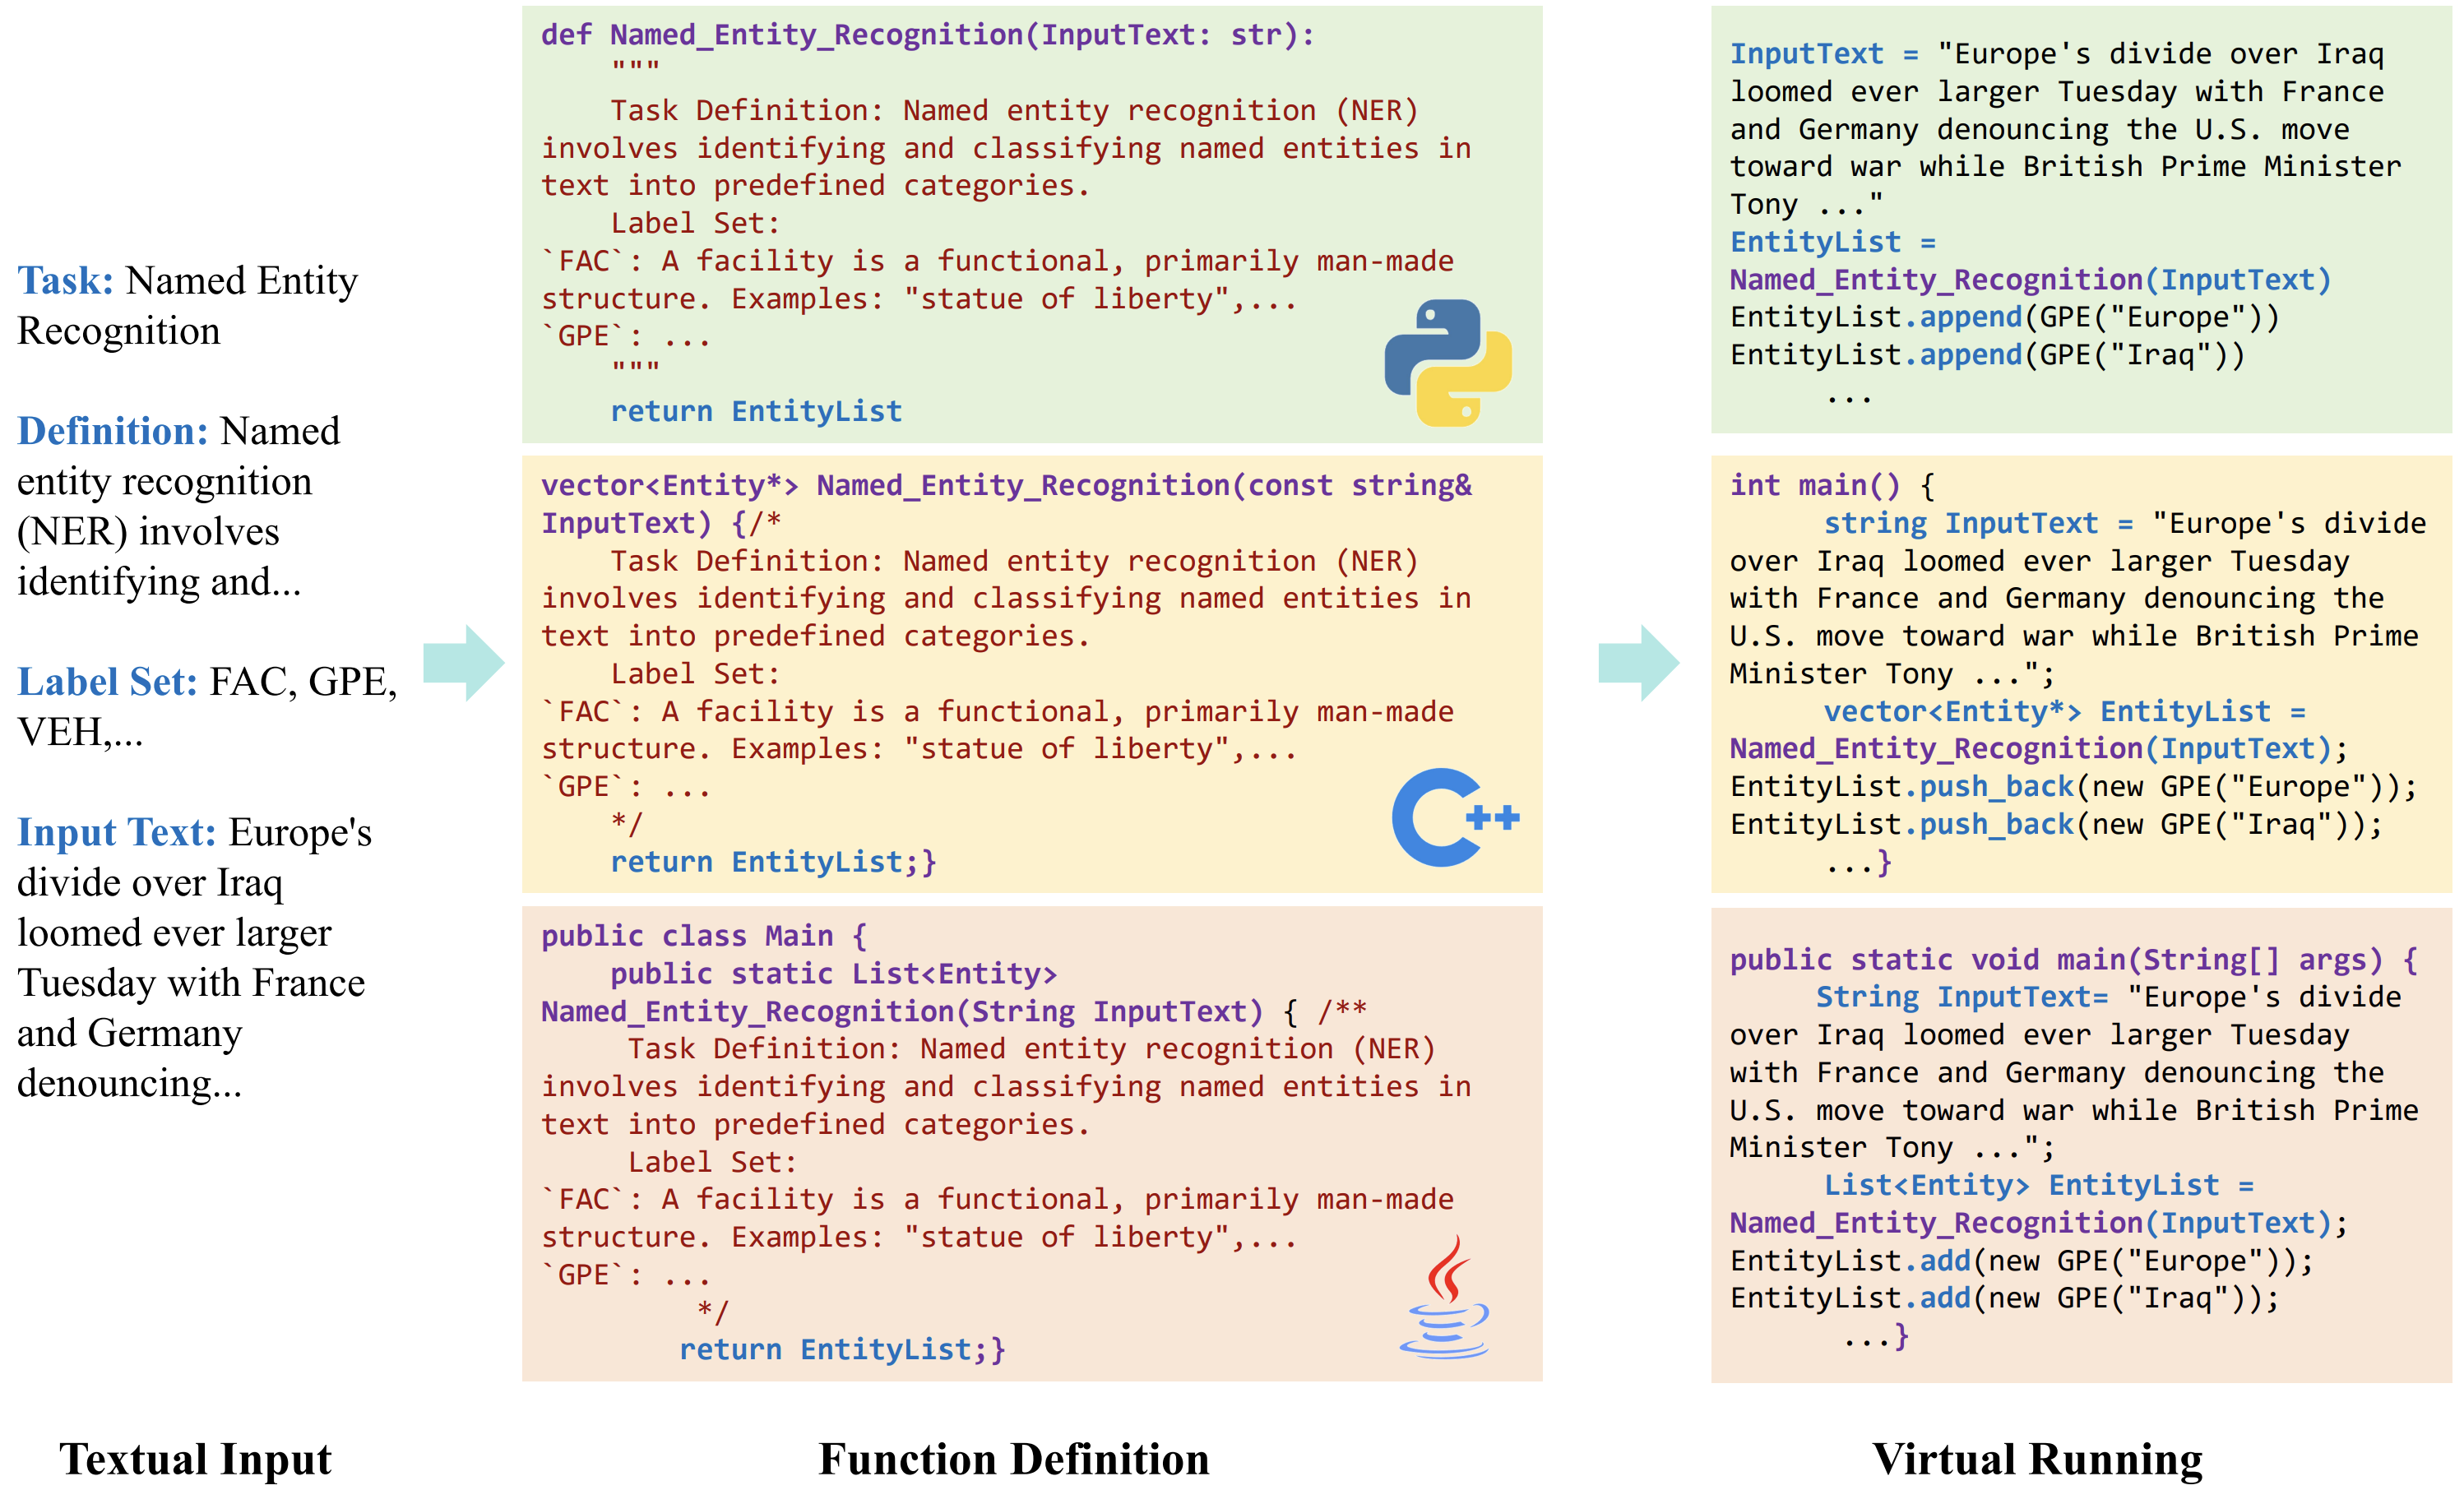 Task: Named Entity
Recognition
Definition: Named
entity recognition
(NER) involves
identifying and...
Label Set: FAC, GPE,
VEH,...
Input Text: Europe's
divide over Iraq
loomed ever larger
Tuesday with France
and Germany
denouncing...
Textual Input
def Named_Entity_Recognition(InputText: str):
"""
Task Definition: Named entity recognition (NER)
involves identifying and classifying named entities in
text into predefined categories.
Label Set:
`FAC`: A facility is a functional, primarily man-made
structure. Examples: "statue of liberty",...
`GPE`: ...
"""
return EntityList
vector<Entity*> Named_Entity_Recognition(const string&
InputText) {/*
Task Definition: Named entity recognition (NER)
involves identifying and classifying named entities in
text into predefined categories.
Label Set:
`FAC`: A facility is a functional, primarily man-made
structure. Examples: "statue of liberty",...
`GPE`: ...
*/
return EntityList;}
C++
public class Main {
public static List<Entity>
Named_Entity_Recognition(String InputText) { /**
Task Definition: Named entity recognition (NER)
involves identifying and classifying named entities in
text into predefined categories.
Label Set:
`FAC`: A facility is a functional, primarily man-made
structure. Examples: "statue of liberty",...
`GPE`: ...
*/
return EntityList;}
Function Definition
InputText = "Europe's divide over Iraq
loomed ever larger Tuesday with France
and Germany denouncing the U.S. move
toward war while British Prime Minister
Tony ..."
EntityList =
Named_Entity_Recognition(InputText)
EntityList.append(GPE("Europe"))
EntityList.append(GPE("Iraq"))
...
int main() {
string InputText = "Europe's divide
over Iraq loomed ever larger Tuesday
with France and Germany denouncing the
U.S. move toward war while British Prime
Minister Tony ...";
vector<Entity*> EntityList =
Named_Entity_Recognition(InputText);
EntityList.push_back(new GPE("Europe"));
EntityList.push_back(new GPE("Iraq"));
...}
public static void main(String[] args) {
String InputText= "Europe's divide
over Iraq loomed ever larger Tuesday
with France and Germany denouncing the
U.S. move toward war while British Prime
Minister Tony ...";
List<Entity> EntityList =
Named_Entity_Recognition(InputText);
EntityList.add(new GPE("Europe"));
EntityList.add(new GPE("Iraq"));
...}
Virtual Running